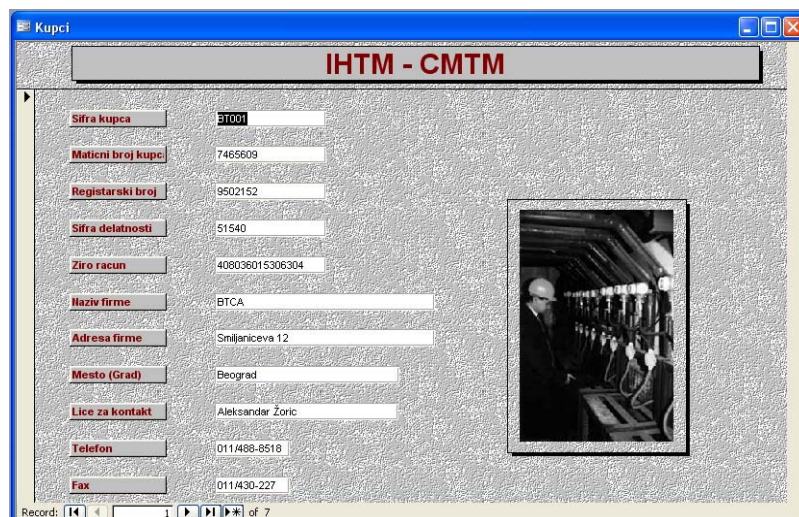 Kupci
IHTM - CMTM
Sifra kupca BT001
Maticni broj kupc 7465609
Registarski broj 9502152
Sifra delatnosti 51540
Ziro racun 408036015306304
Naziv firme BTCA
Adresa firme Smiljaniceva 12
Mesto (Grad) Beograd
Lice za kontakt Aleksandar Žoric
Telefon 011/488-8518
Fax 011/430-227
Record: 1 of 7